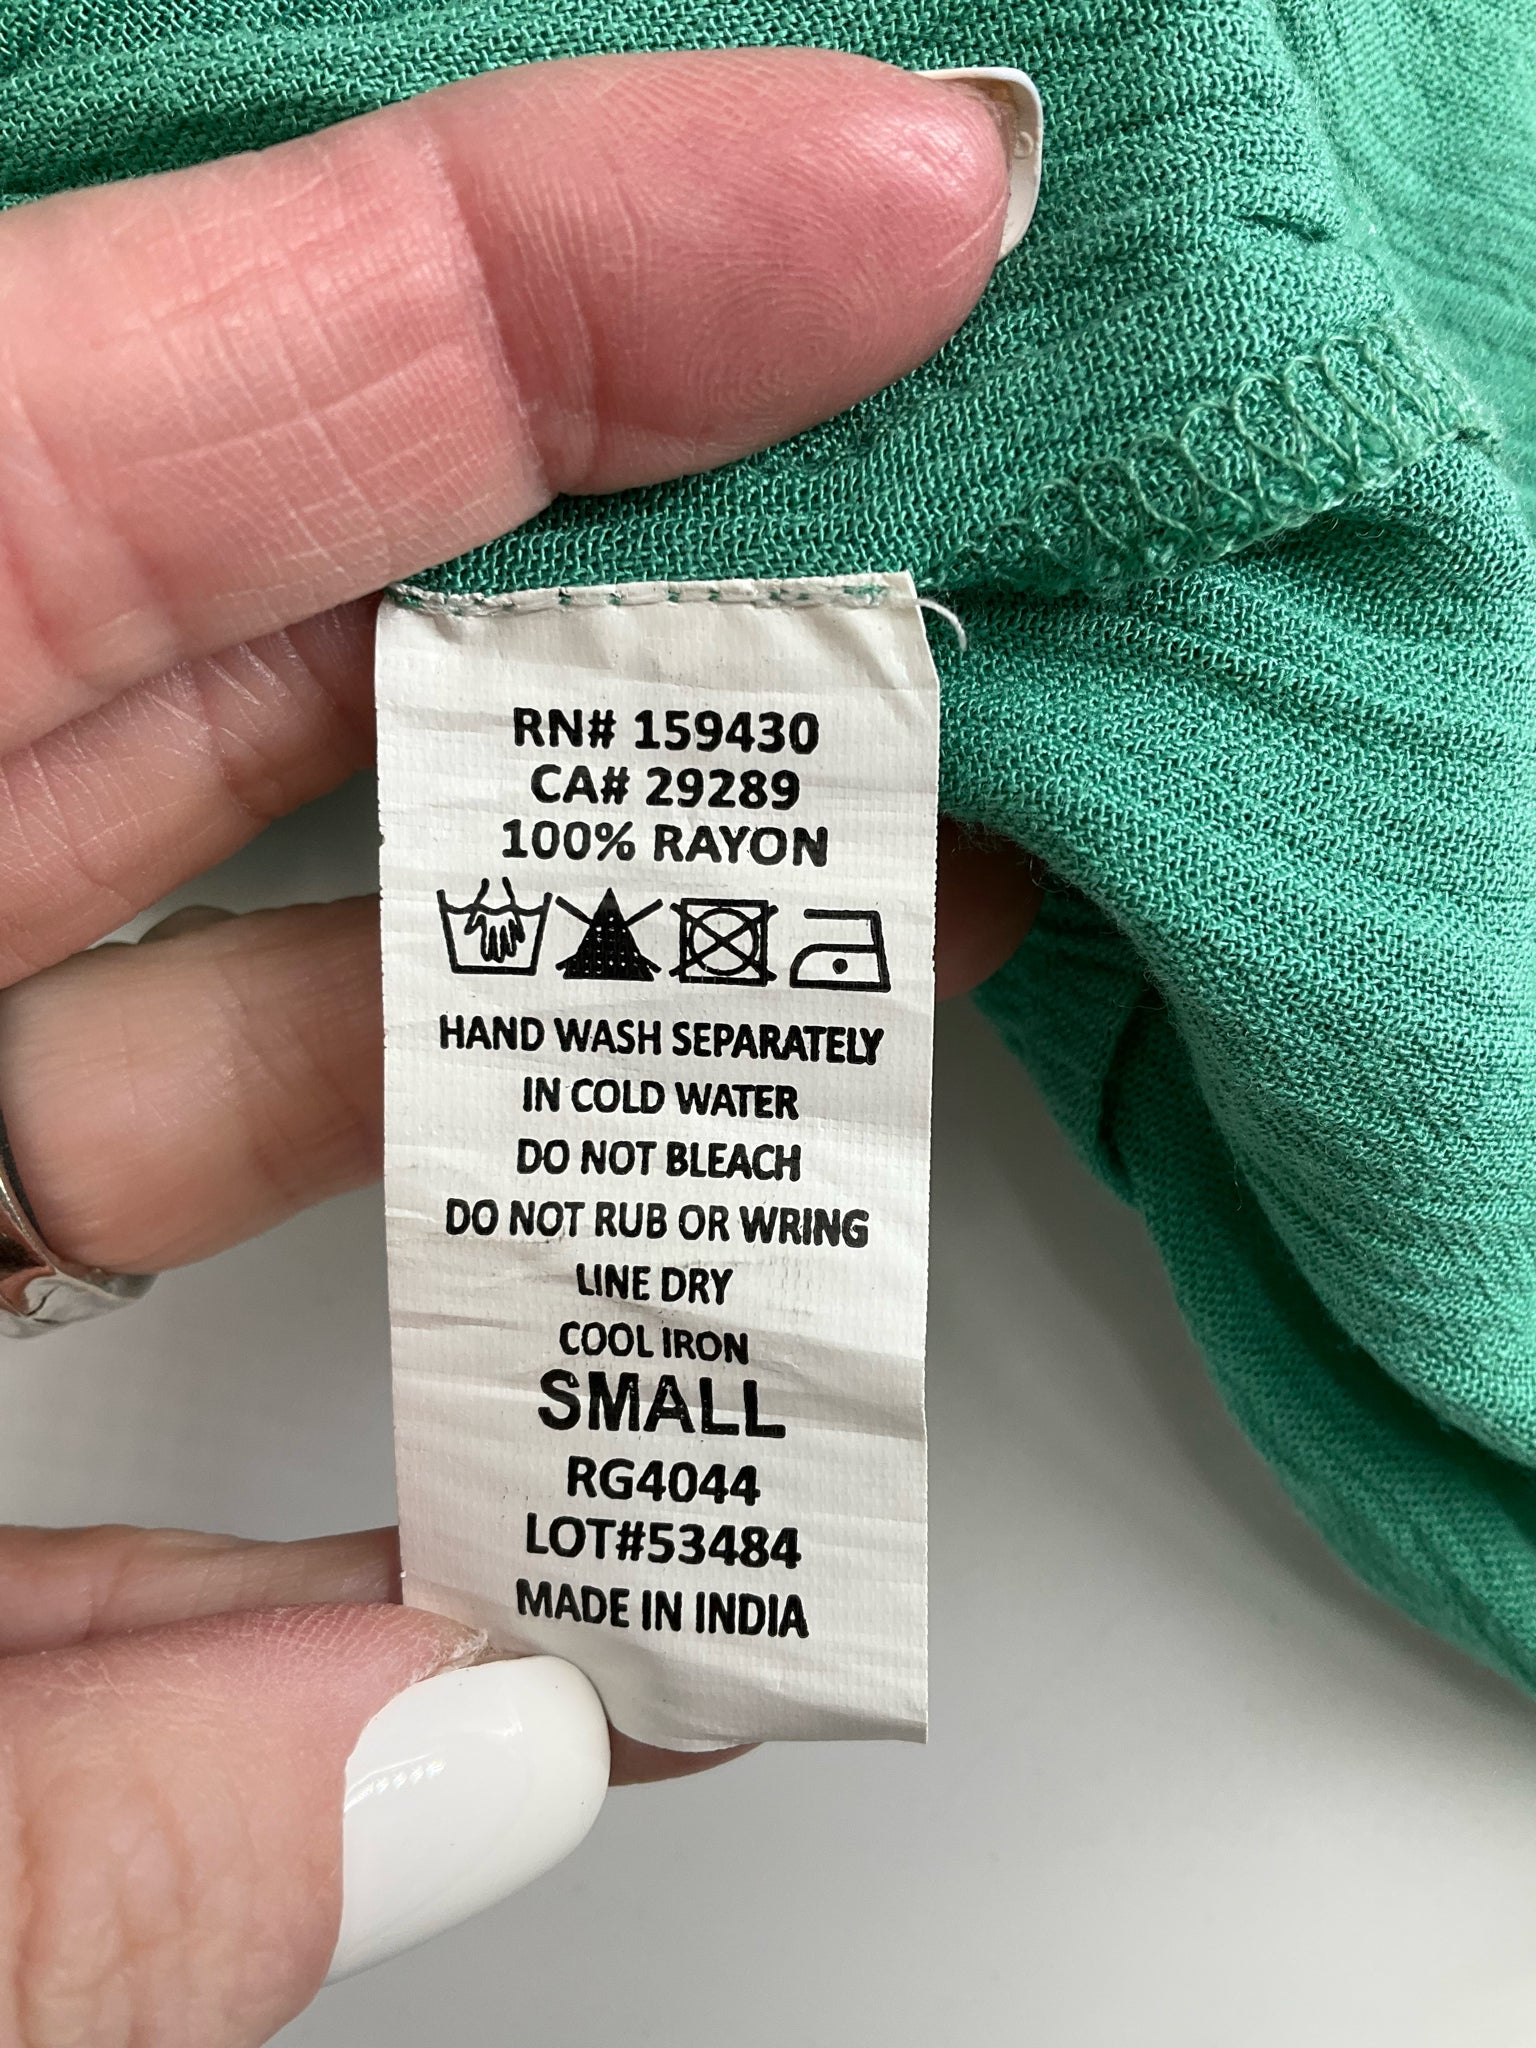 RN# 159430
CA# 29289
100% RAYON
HAND WASH SEPARATELY
IN COLD WATER
DO NOT BLEACH
DO NOT RUB OR WRING
LINE DRY
COOL IRON
SMALL
RG4044
LOT#53484
MADE IN INDIA